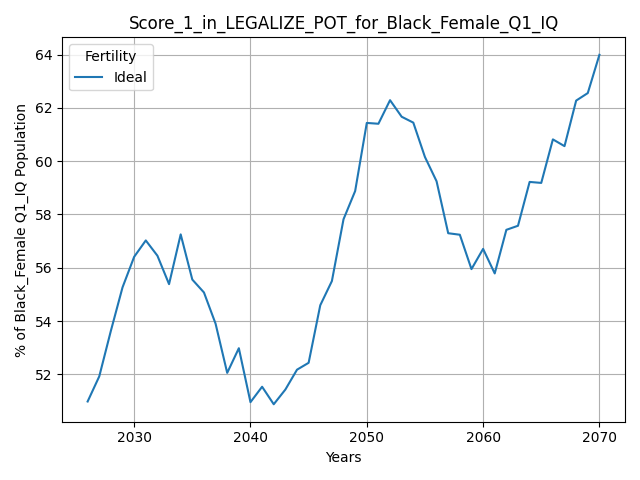 Score_1_in_LEGALIZE_POT_for_Black_Female_Q1_IQ
Fertility
Ideal
% of Black_Female Q1_IQ Population
64
62
60
58
56
54
52
2030
2040
2050
2060
2070
Years